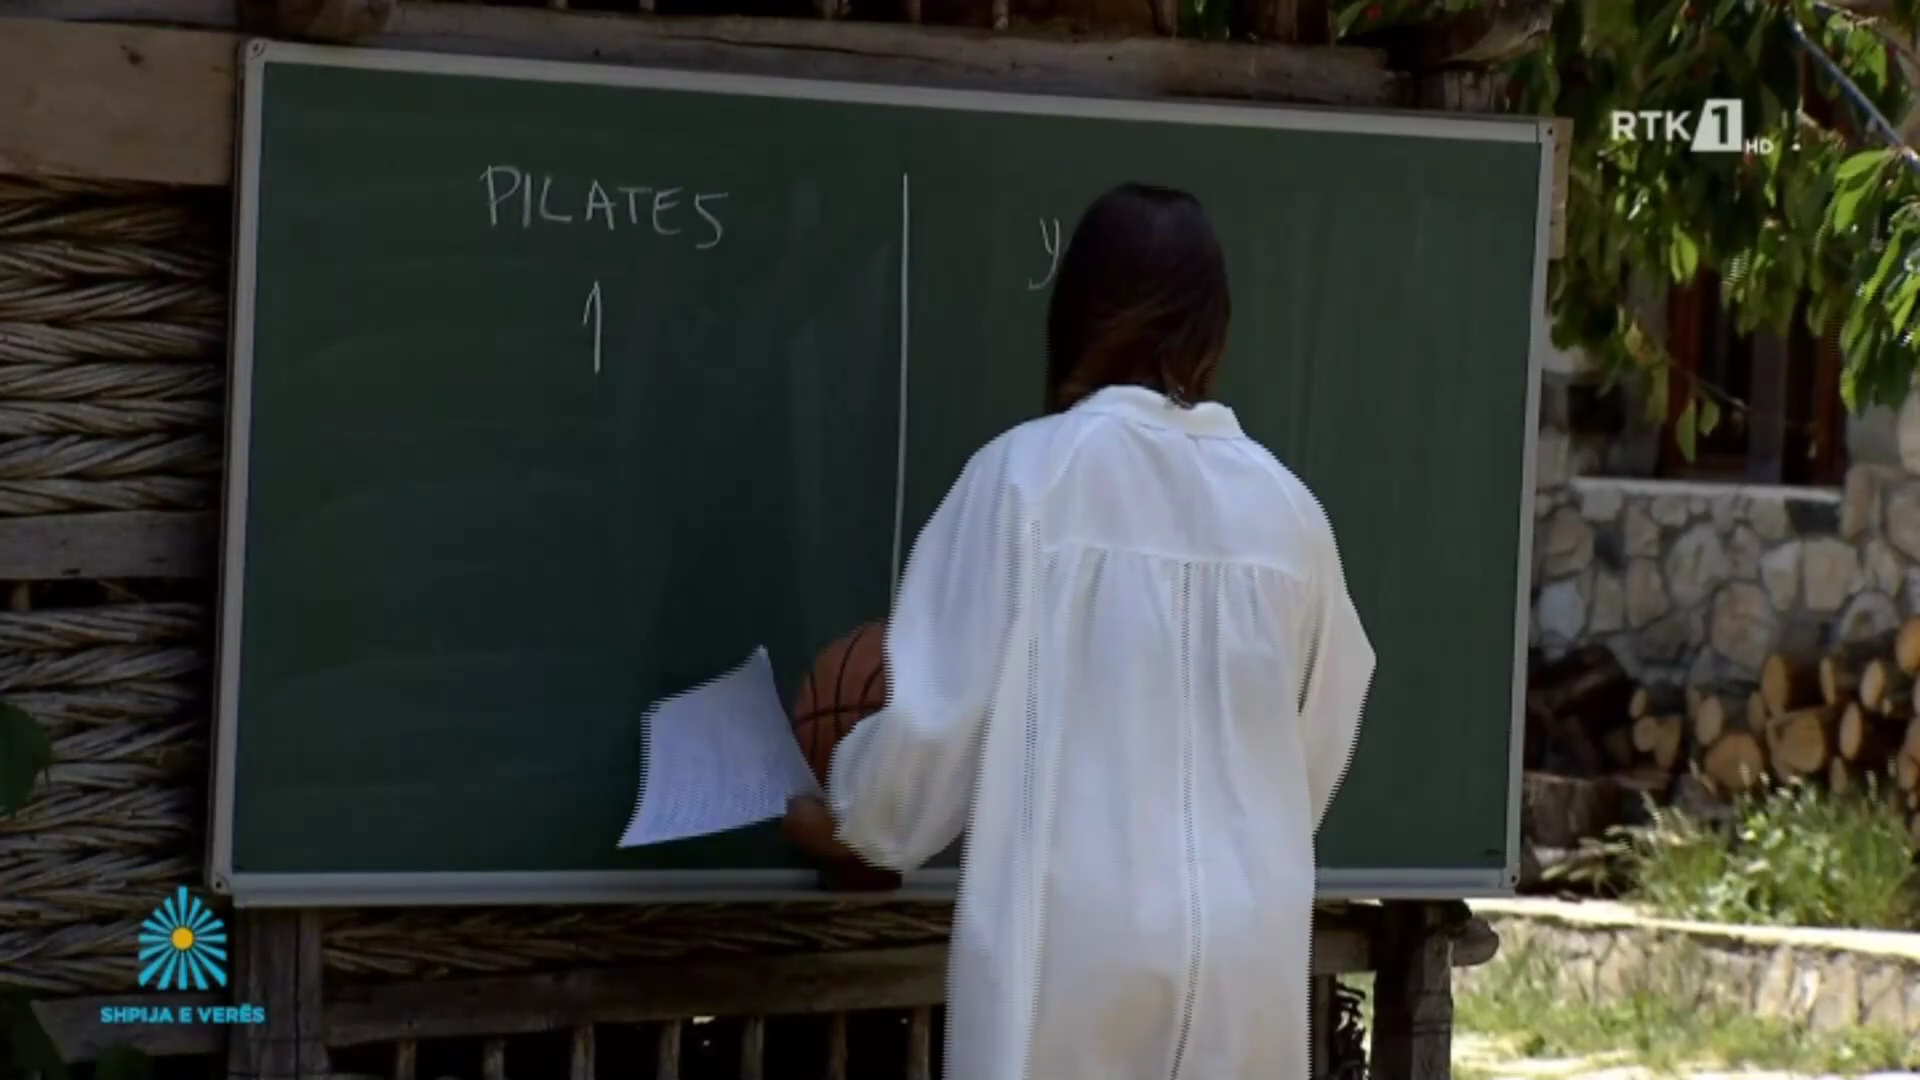 PILATES
1
y
RTK 1 HD
SHPIJA E VERËS